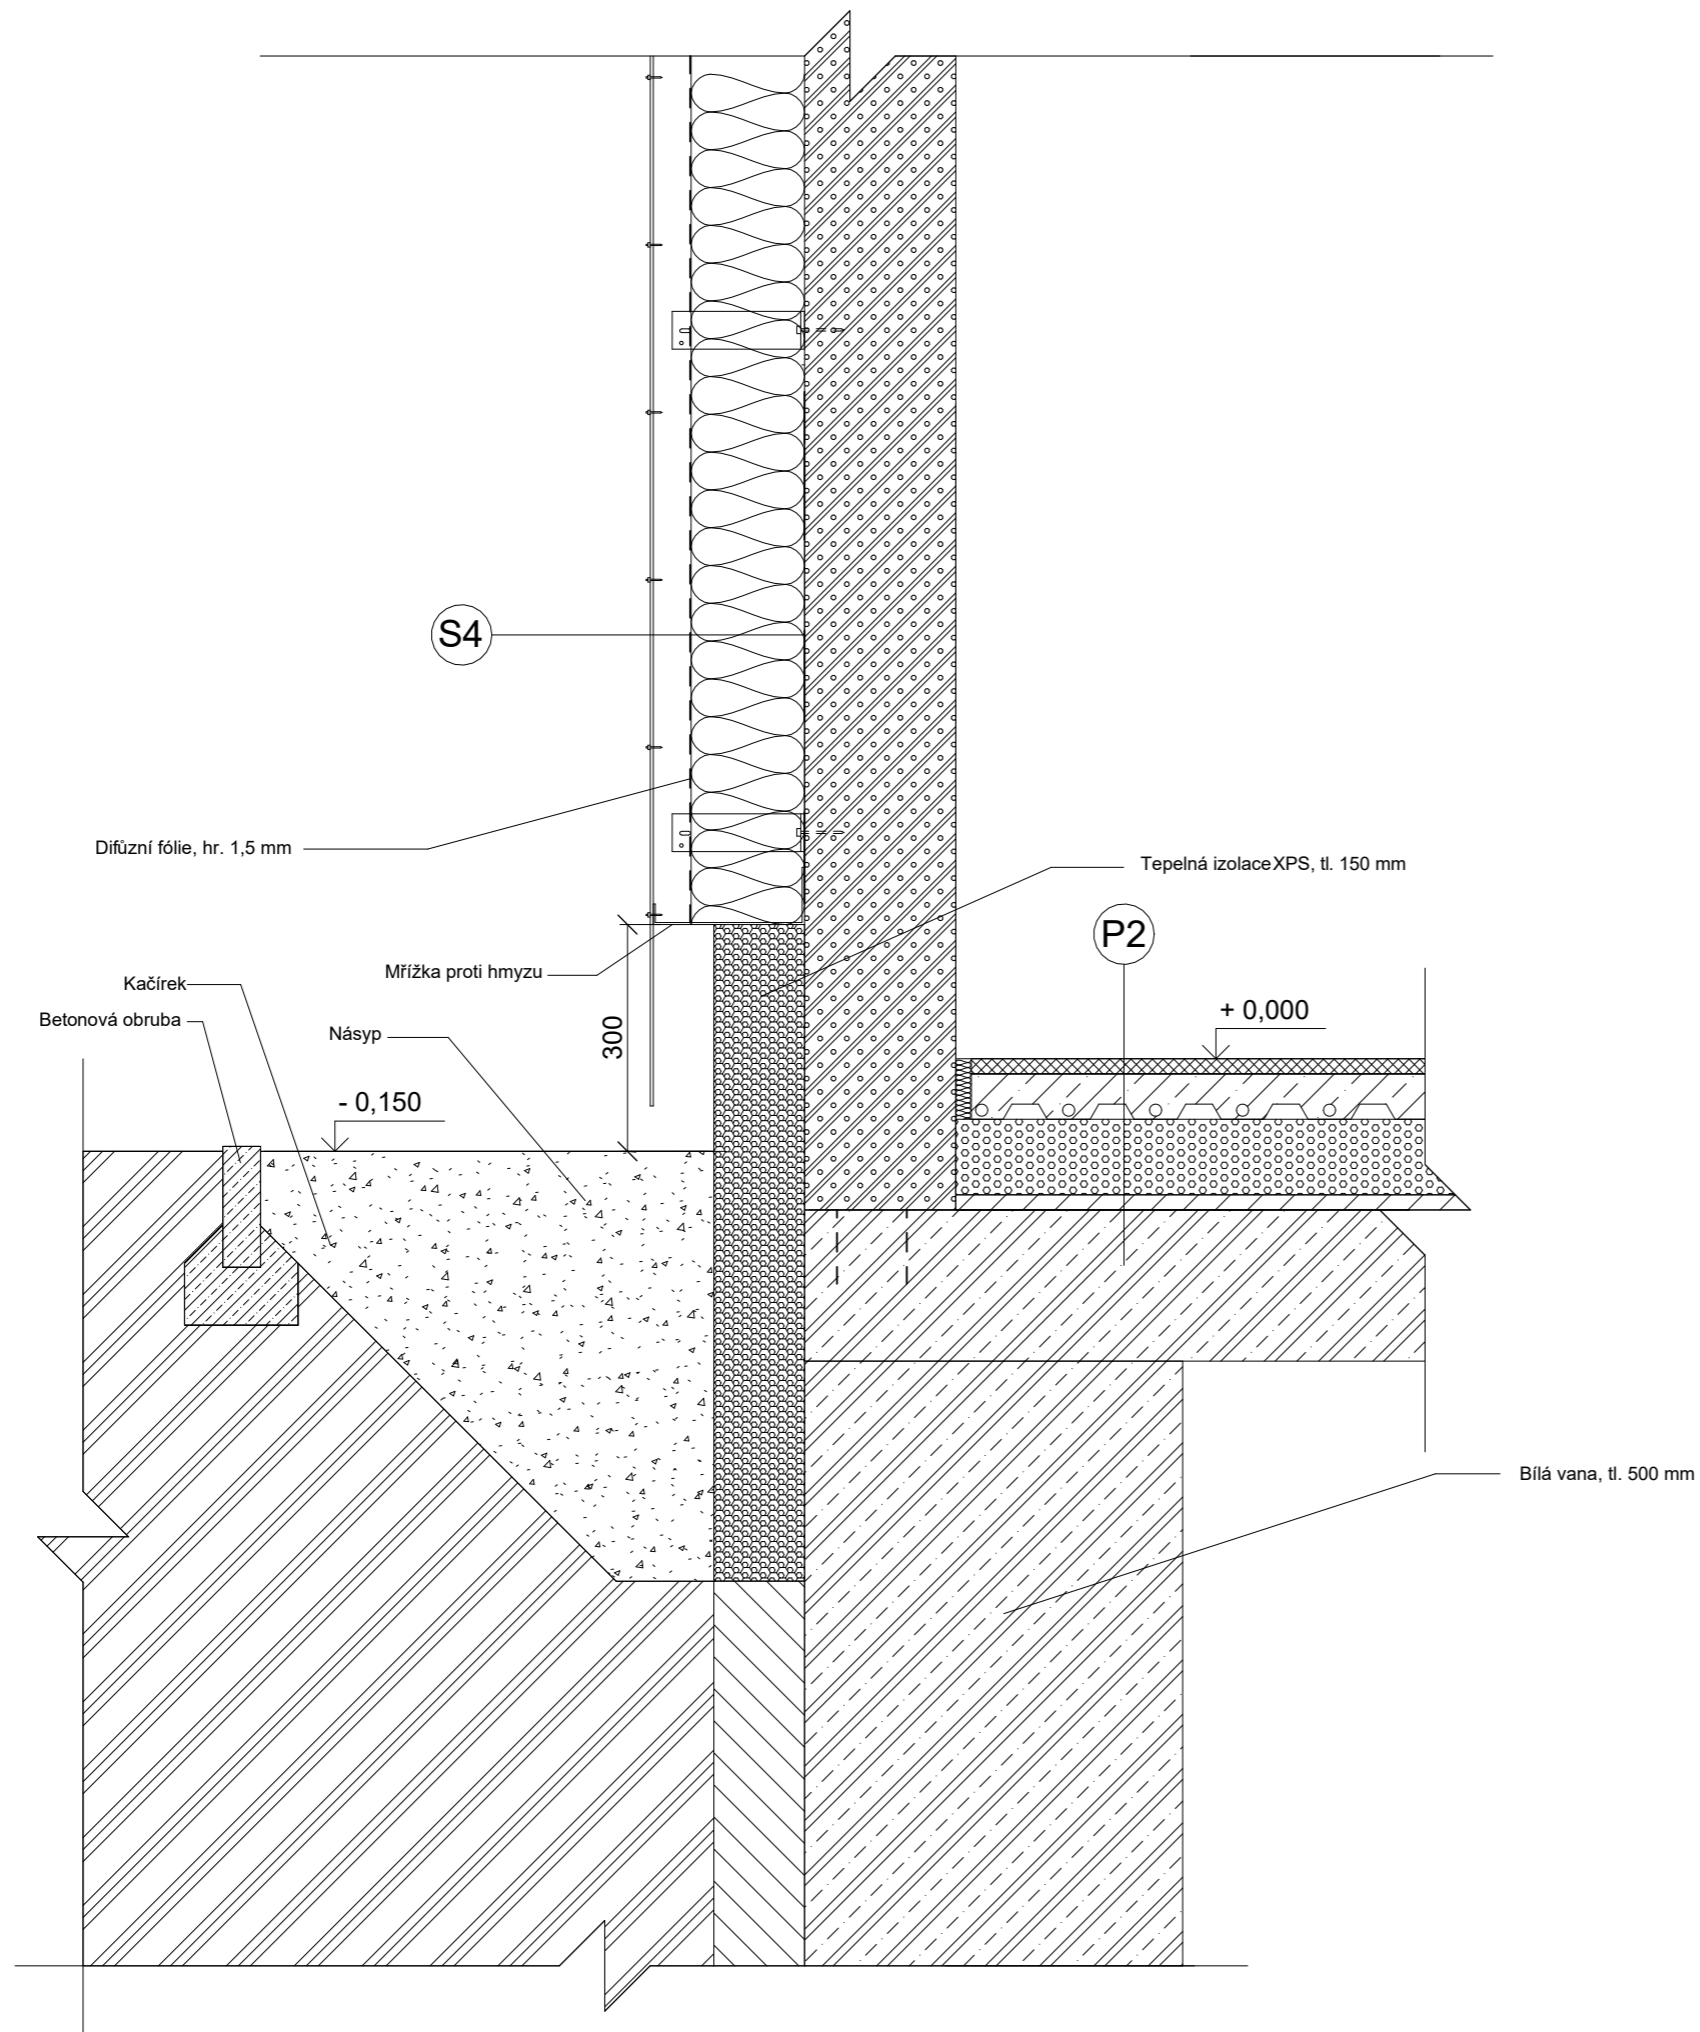 S4
Difůzní fólie, hr. 1,5 mm
Tepelná izolaceXPS, tl. 150 mm
P2
Mřížka proti hmyzu
Kačírek
+ 0,000
Betonová obruba
Násyp
300
- 0,150
Bílá vana, tl. 500 mm